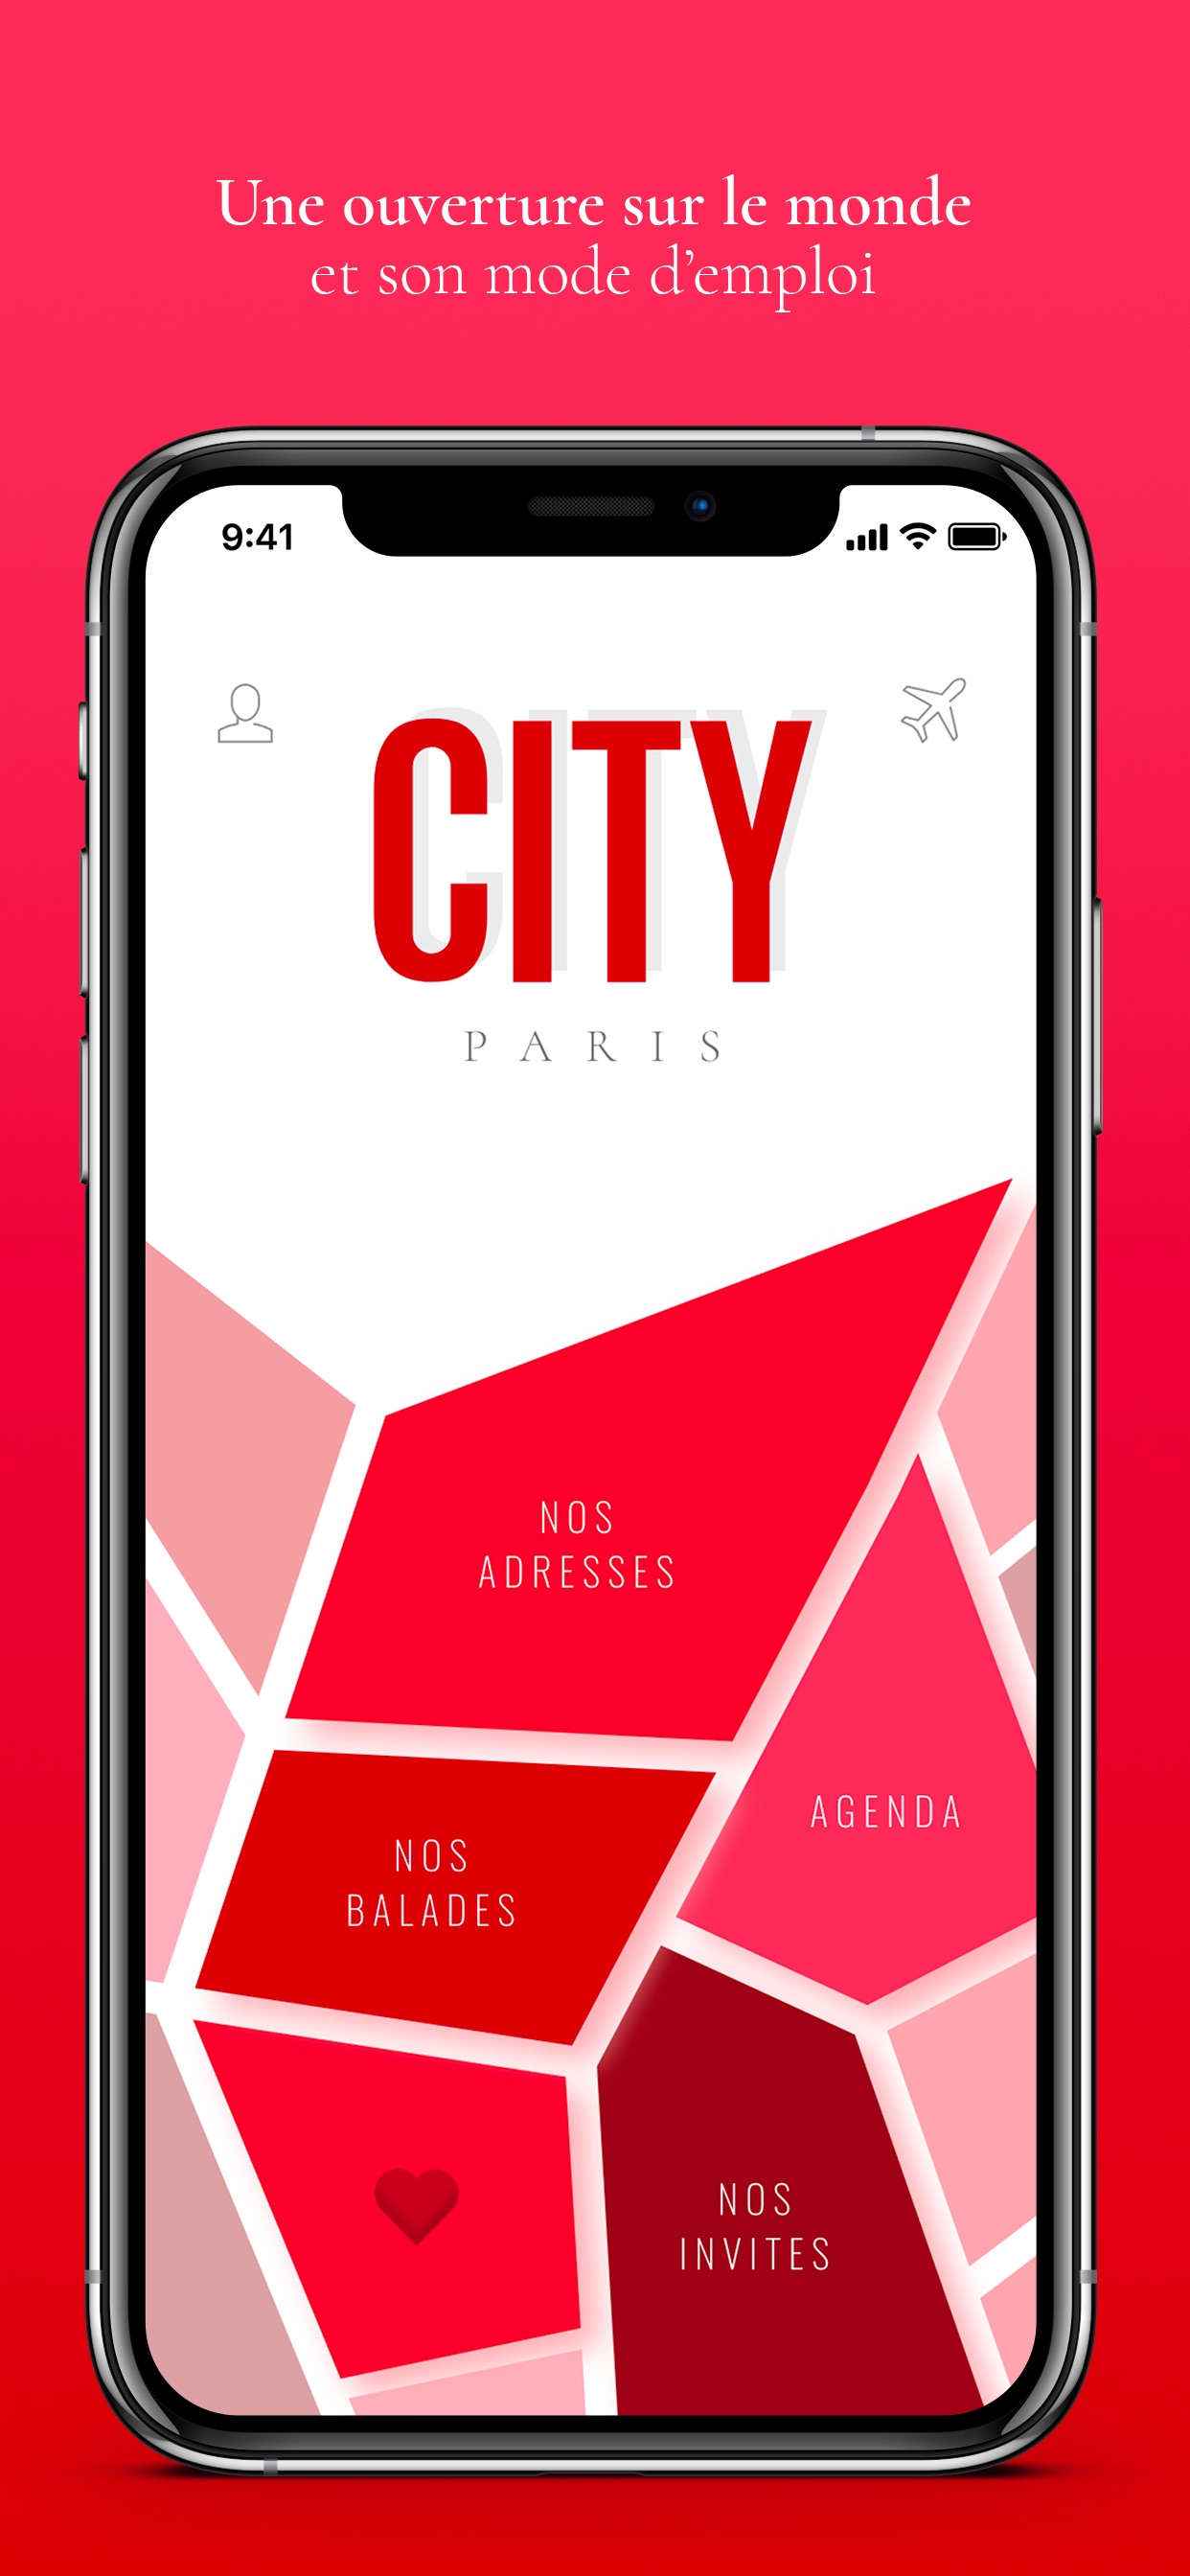 Une ouverture sur le monde
et son mode d’emploi
9:41
CITY
PARIS
NOS
ADRESSES
AGENDA
NOS
BALADES
NOS
INVITES